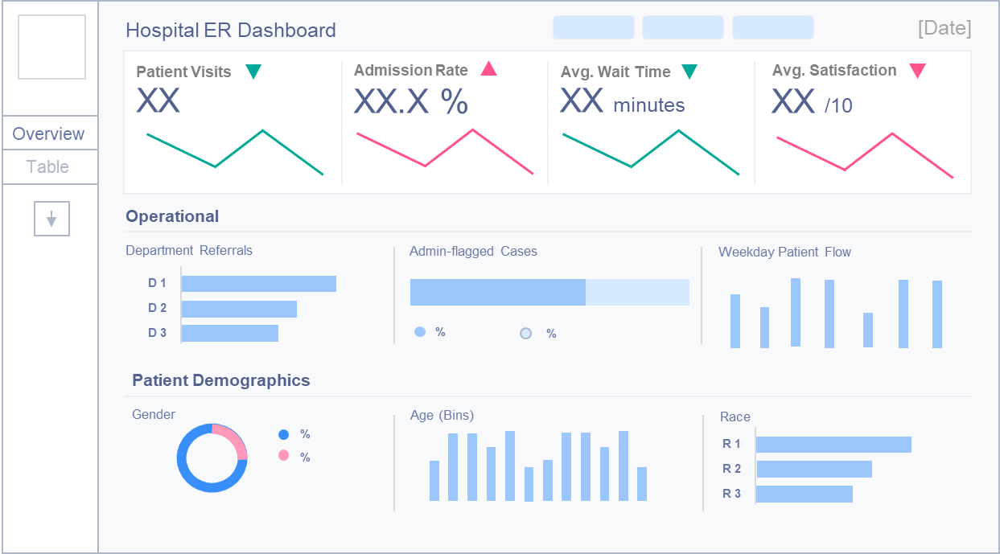 Hospital ER Dashboard
[Date]
Overview
Table
Patient Visits
XX
Admission Rate
XX.X %
Avg. Wait Time
XX minutes
Avg. Satisfaction
XX /10
Operational
Department Referrals
D 1
D 2
D 3
Admin-flagged Cases
%
%
Weekday Patient Flow
Patient Demographics
Gender
%
%
Age (Bins)
Race
R 1
R 2
R 3